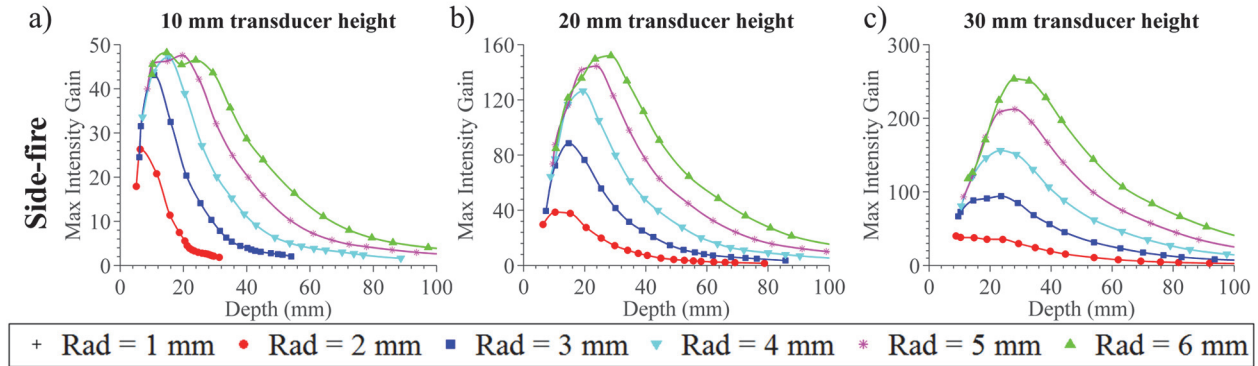 a) 10 mm transducer height
b) 20 mm transducer height
c) 30 mm transducer height
Side-fire
Max Intensity Gain
50
40
30
20
10
0
0 20 40 60 80 100
Depth (mm)
Max Intensity Gain
160
120
80
40
0
0 20 40 60 80 100
Depth (mm)
Max Intensity Gain
300
200
100
0
0 20 40 60 80 100
Depth (mm)
Rad = 1 mm Rad = 2 mm Rad = 3 mm Rad = 4 mm Rad = 5 mm Rad = 6 mm